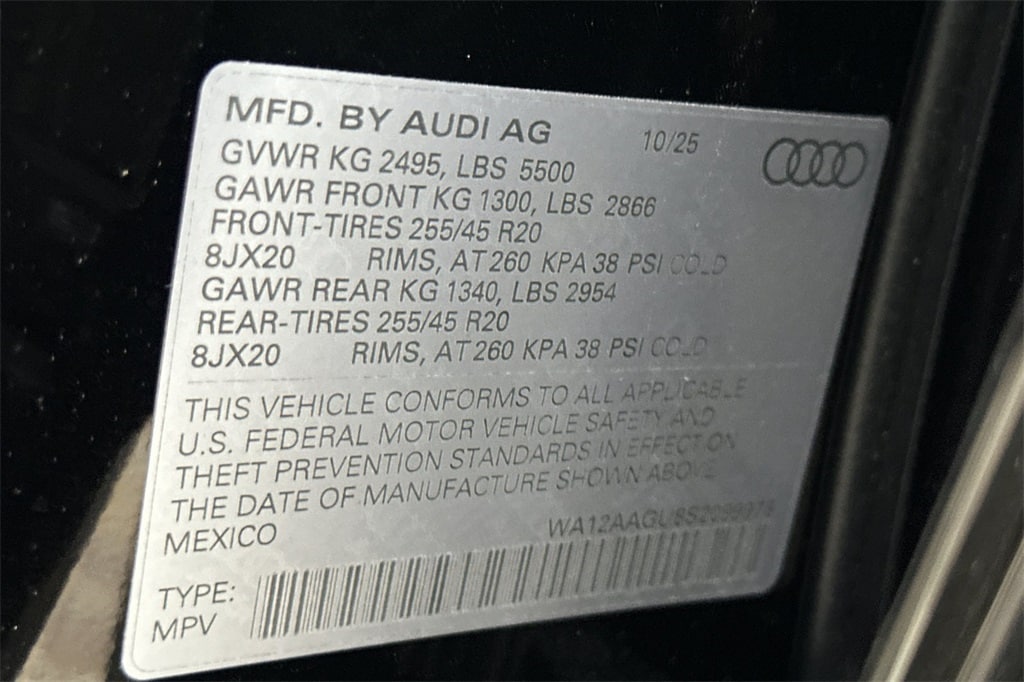 MFD. BY AUDI AG 10/25
GVWR KG 2495, LBS 5500
GAWR FRONT KG 1300, LBS 2866
FRONT-TIRES 255/45 R20
8JX20 RIMS, AT 260 KPA 38 PSI COLD
GAWR REAR KG 1340, LBS 2954
REAR-TIRES 255/45 R20
8JX20 RIMS, AT 260 KPA 38 PSI COLD
THIS VEHICLE CONFORMS TO ALL APPLICABLE
U.S. FEDERAL MOTOR VEHICLE SAFETY AND
THEFT PREVENTION STANDARDS IN EFFECT ON
THE DATE OF MANUFACTURE SHOWN ABOVE
MEXICO
TYPE:
MPV